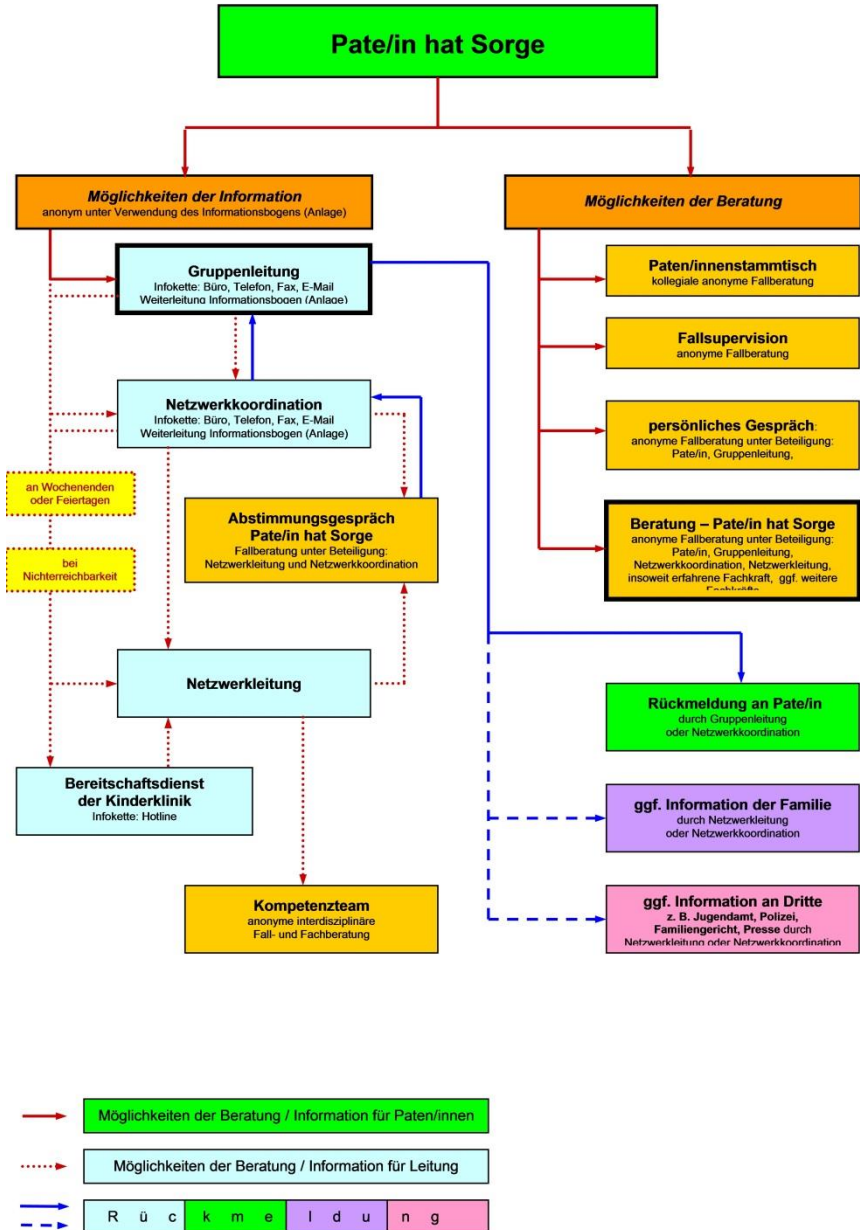 Pate/in hat Sorge
Möglichkeiten der Information
anonym unter Verwendung des Informationsbogens (Anlage)
Möglichkeiten der Beratung
Gruppenleitung
Infokette: Büro, Telefon, Fax, E-Mail
Weiterleitung Informationsbogen (Anlage)
Netzwerkkoordination
Infokette: Büro, Telefon, Fax, E-Mail
Weiterleitung Informationsbogen (Anlage)
an Wochenenden
oder Feiertagen
bei
Nichterreichbarkeit
Abstimmungsgespräch
Pate/in hat Sorge
Fallberatung unter Beteiligung:
Netzwerkleitung und Netzwerkkoordination
Netzwerkleitung
Bereitschaftsdienst
der Kinderklinik
Infokette: Hotline
Kompetenzteam
anonyme interdisziplinäre
Fall- und Fachberatung
Paten/innenstammtisch
kollegiale anonyme Fallberatung
Fallsupervision
anonyme Fallberatung
persönliches Gespräch:
anonyme Fallberatung unter Beteiligung:
Pate/in, Gruppenleitung,
Beratung – Pate/in hat Sorge
anonyme Fallberatung unter Beteiligung:
Pate/in, Gruppenleitung,
Netzwerkkoordination, Netzwerkleitung,
insoweit erfahrene Fachkraft, ggf. weitere
Fachkräfte
Rückmeldung an Pate/in
durch Gruppenleitung
oder Netzwerkkoordination
ggf. Information der Familie
durch Netzwerkleitung
oder Netzwerkkoordination
ggf. Information an Dritte
z. B. Jugendamt, Polizei,
Familiengericht, Presse durch
Netzwerkleitung oder Netzwerkkoordination
Möglichkeiten der Beratung / Information für Paten/innen
Möglichkeiten der Beratung / Information für Leitung
R ü c k m e l d u n g